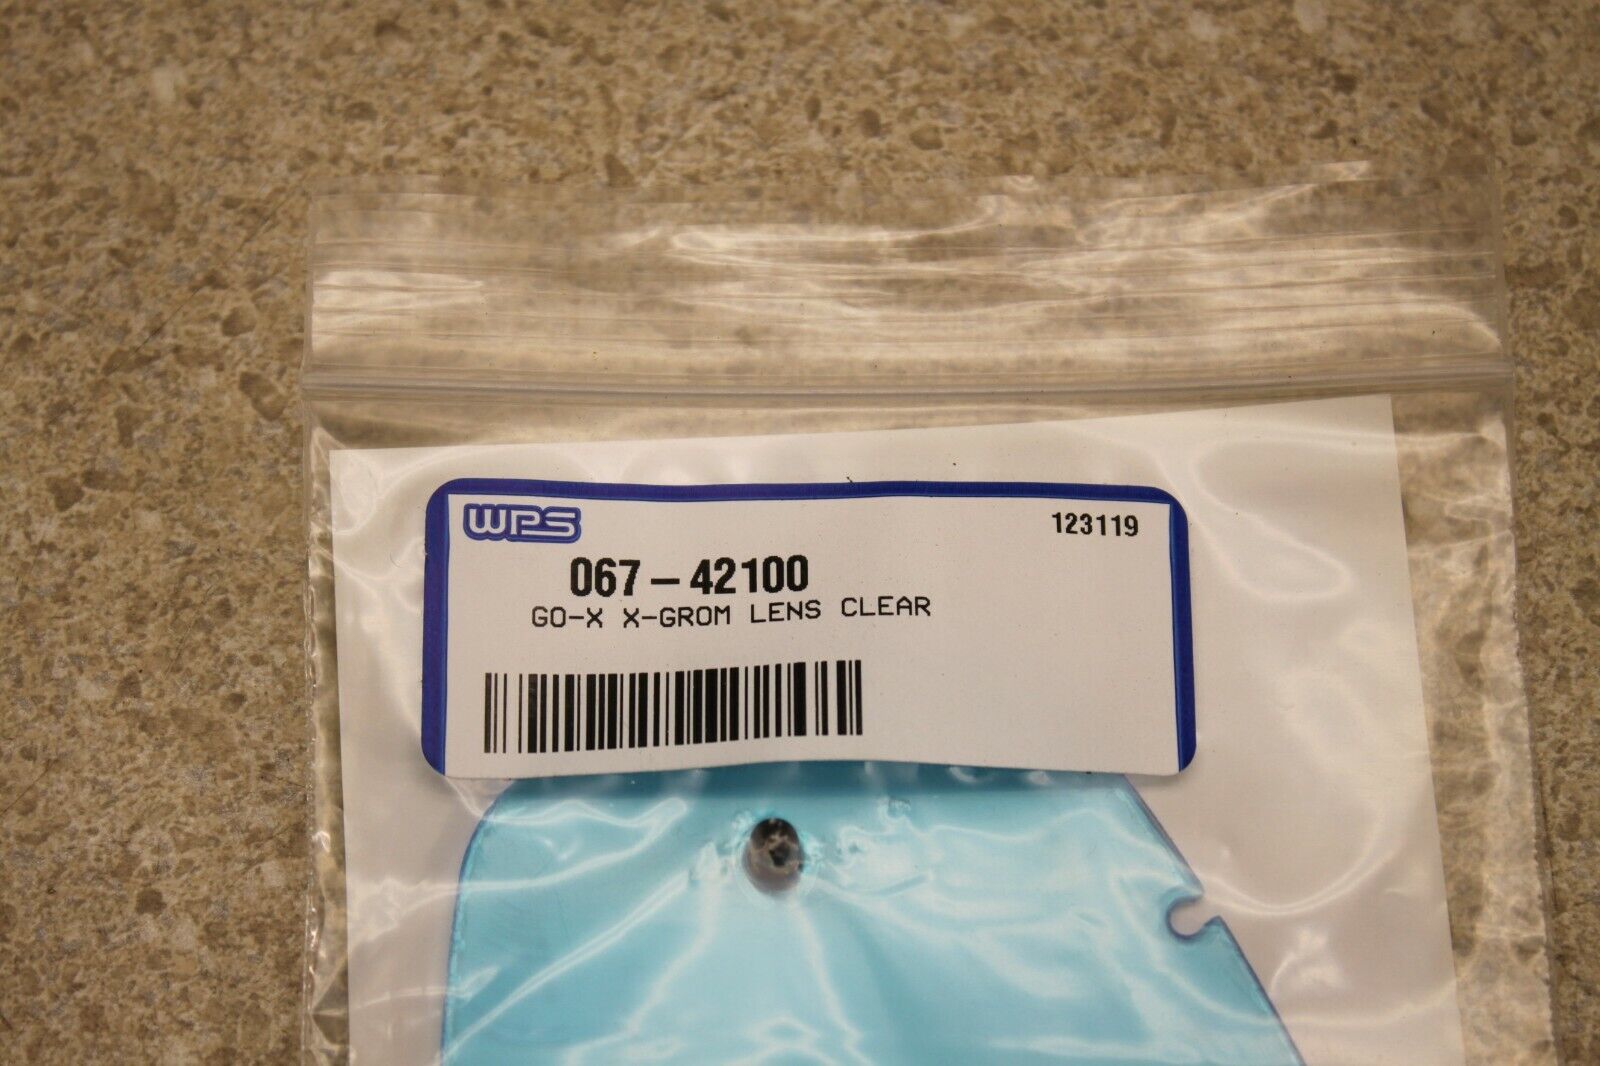 WPS
123119
067-42100
GO-X X-GROM LENS CLEAR